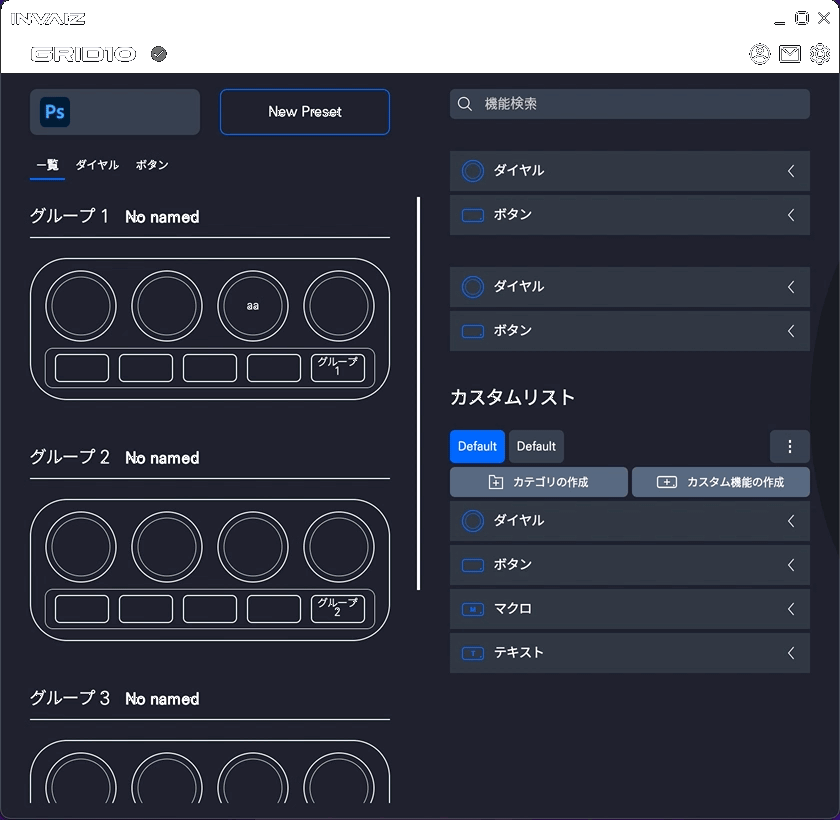 INVAIZ
GRID10
Ps
New Preset
一覧 ダイヤル ボタン
グループ 1 No named
aa
グループ
1
グループ 2 No named
グループ
2
グループ 3 No named
機能検索
ダイヤル
ボタン
ダイヤル
ボタン
カスタムリスト
Default Default
カテゴリの作成 カスタム機能の作成
ダイヤル
ボタン
M マクロ
T テキスト